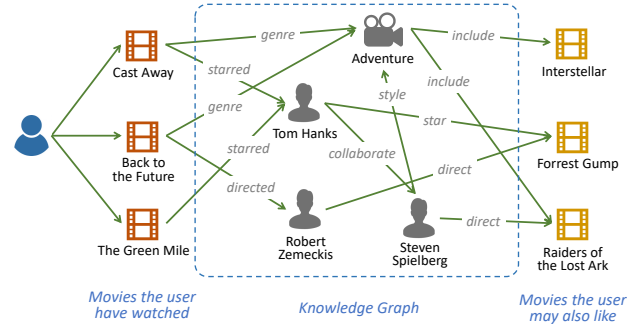 genre
include
Cast Away
Adventure
Interstellar
starred
genre
style
include
Tom Hanks
star
starred
collaborate
Back to
the Future
direct
Forrest Gump
directed
direct
The Green Mile
Robert
Zemeckis
Steven
Spielberg
Raiders of
the Lost Ark
Movies the user
have watched
Knowledge Graph
Movies the user
may also like